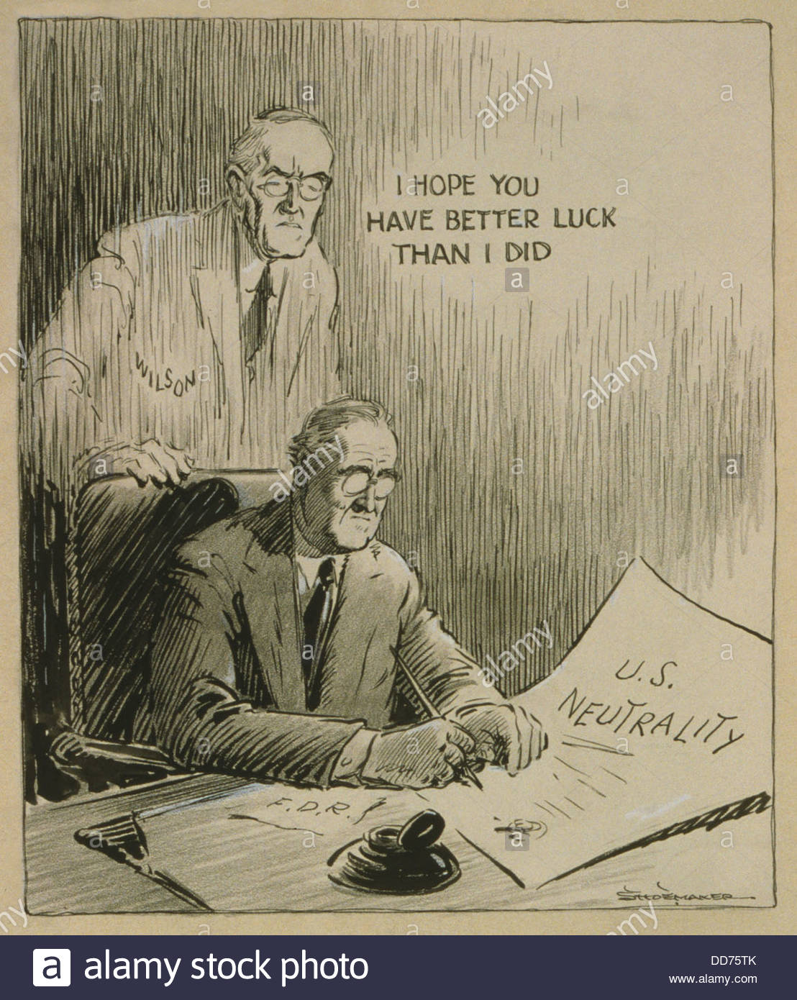 I HOPE YOU
HAVE BETTER LUCK
THAN I DID
WILSON
U.S.
NEUTRALITY
F.D.R.
SHOEMAKER
alamy
alamy
alamy
alamy
alamy
a alamy stock photo
DD75TK
www.alamy.com